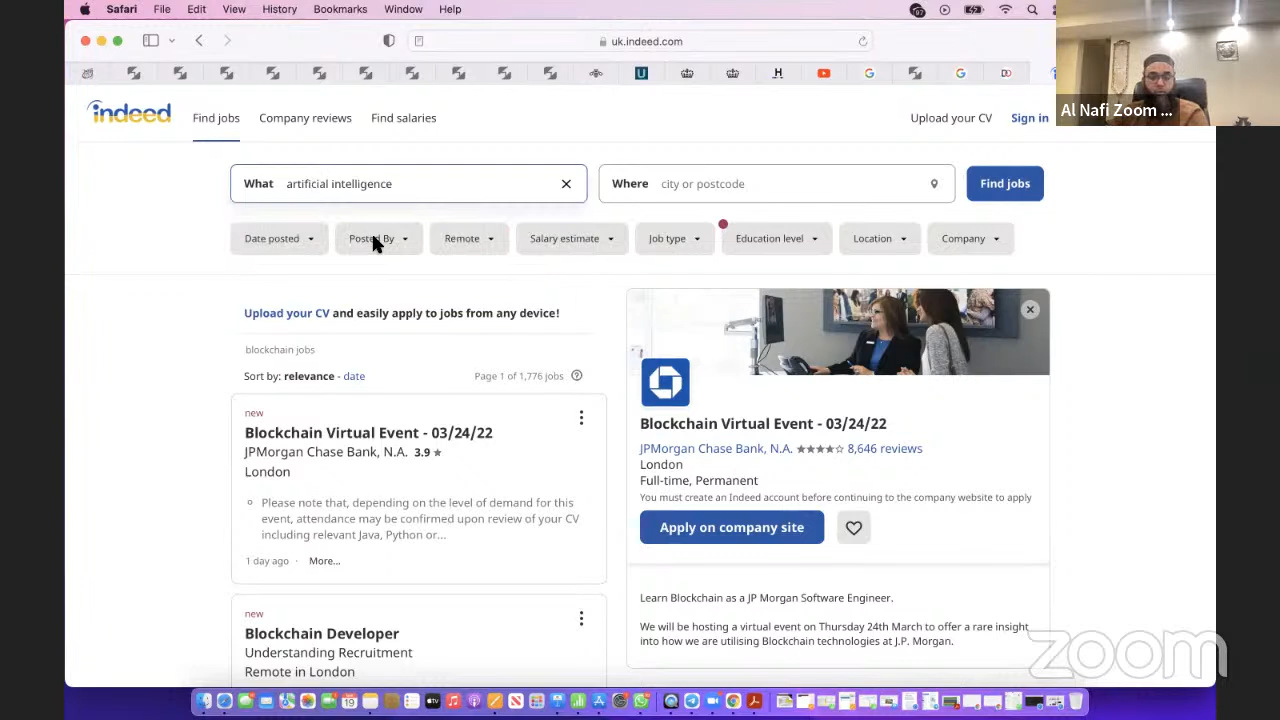 Safari File Edit View History Bookmarks Window Help
uk.indeed.com
indeed
Find jobs Company reviews Find salaries
Upload your CV Sign in
What artificial intelligence
Where city or postcode
Find jobs
Date posted Posted By Remote Salary estimate Job type Education level Location Company
Upload your CV and easily apply to jobs from any device!
blockchain jobs
Sort by: relevance - date
Page 1 of 1,776 jobs
new
Blockchain Virtual Event - 03/24/22
JPMorgan Chase Bank, N.A. 3.9
London
Please note that, depending on the level of demand for this
event, attendance may be confirmed upon review of your CV
including relevant Java, Python or...
1 day ago · More...
new
Blockchain Developer
Understanding Recruitment
Remote in London
Blockchain Virtual Event - 03/24/22
JPMorgan Chase Bank, N.A. 8,646 reviews
London
Full-time, Permanent
You must create an Indeed account before continuing to the company website to apply
Apply on company site
Learn Blockchain as a JP Morgan Software Engineer.
We will be hosting a virtual event on Thursday 24th March to offer a rare insight
into how we are utilising Blockchain technologies at J.P. Morgan.
Al Nafi Zoom ...
zoom